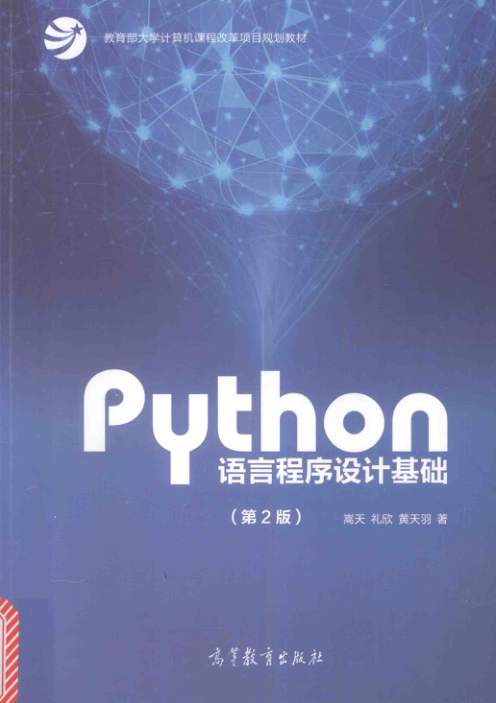 教育部大学计算机课程改革项目规划教材
Python
语言程序设计基础
（第2版） 嵩天 礼欣 黄天羽 著
高等教育出版社